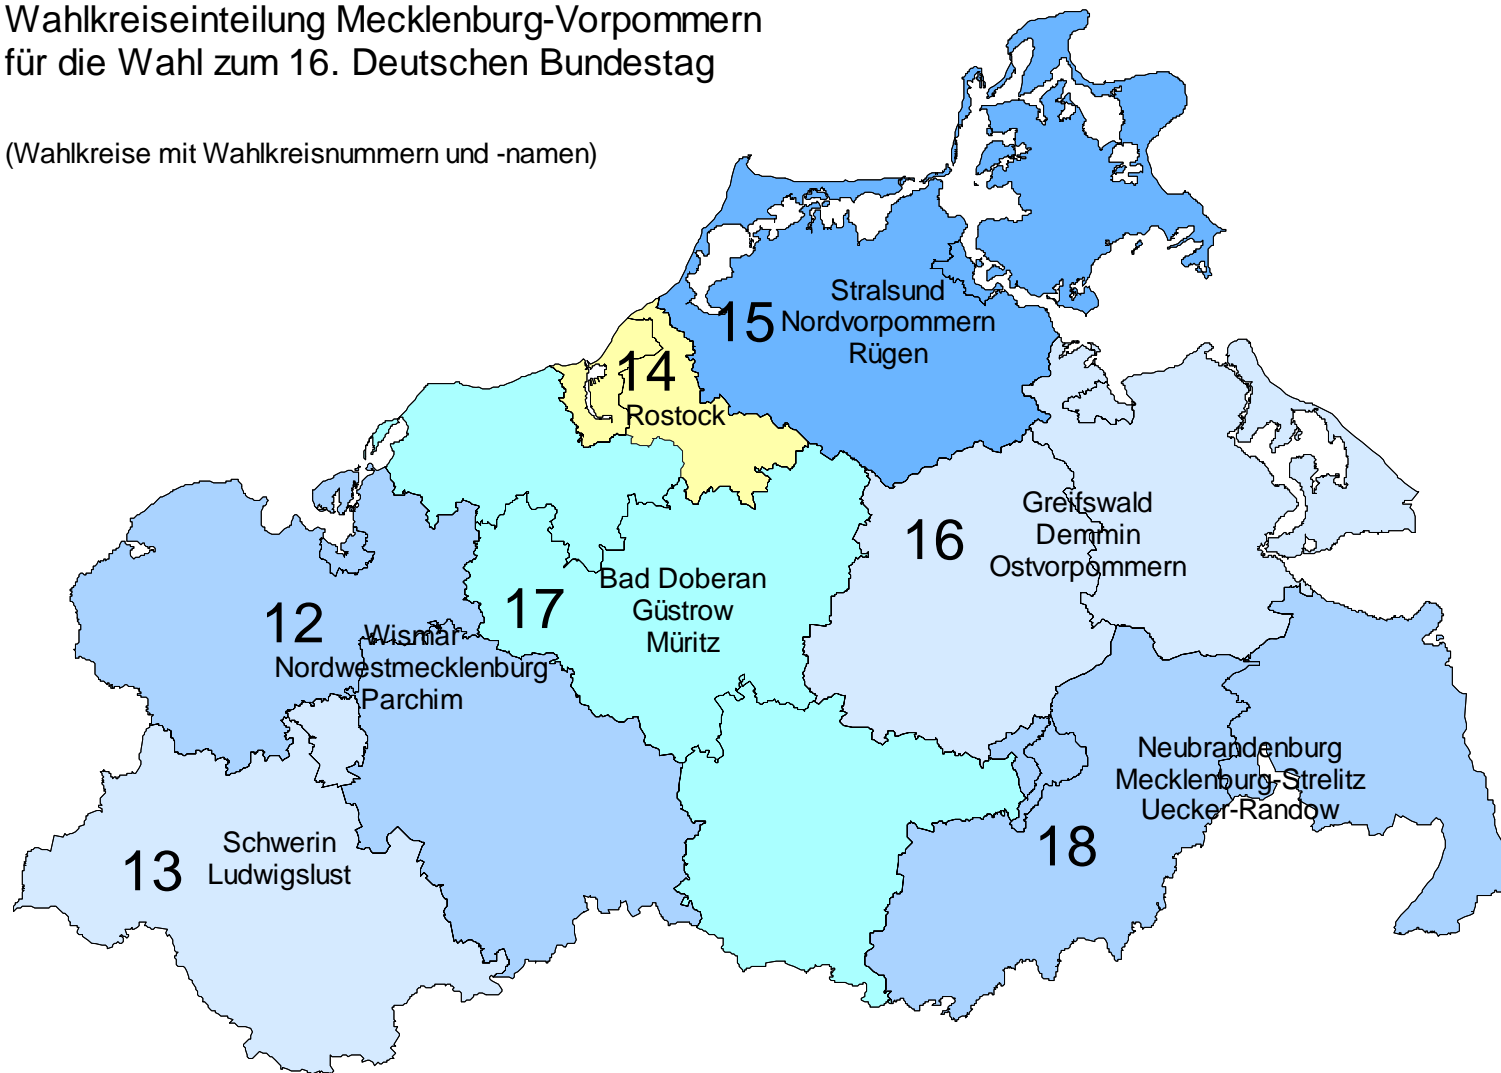 Wahlkreiseinteilung Mecklenburg-Vorpommern
für die Wahl zum 16. Deutschen Bundestag
(Wahlkreise mit Wahlkreisnummern und -namen)
15
Stralsund
Nordvorpommern
Rügen
14
Rostock
16
Greifswald
Demmin
Ostvorpommern
17
Bad Doberan
Güstrow
Müritz
12
Wismar
Nordwestmecklenburg
Parchim
Neubrandenburg
Mecklenburg-Strelitz
Uecker-Randow
18
13
Schwerin
Ludwigslust